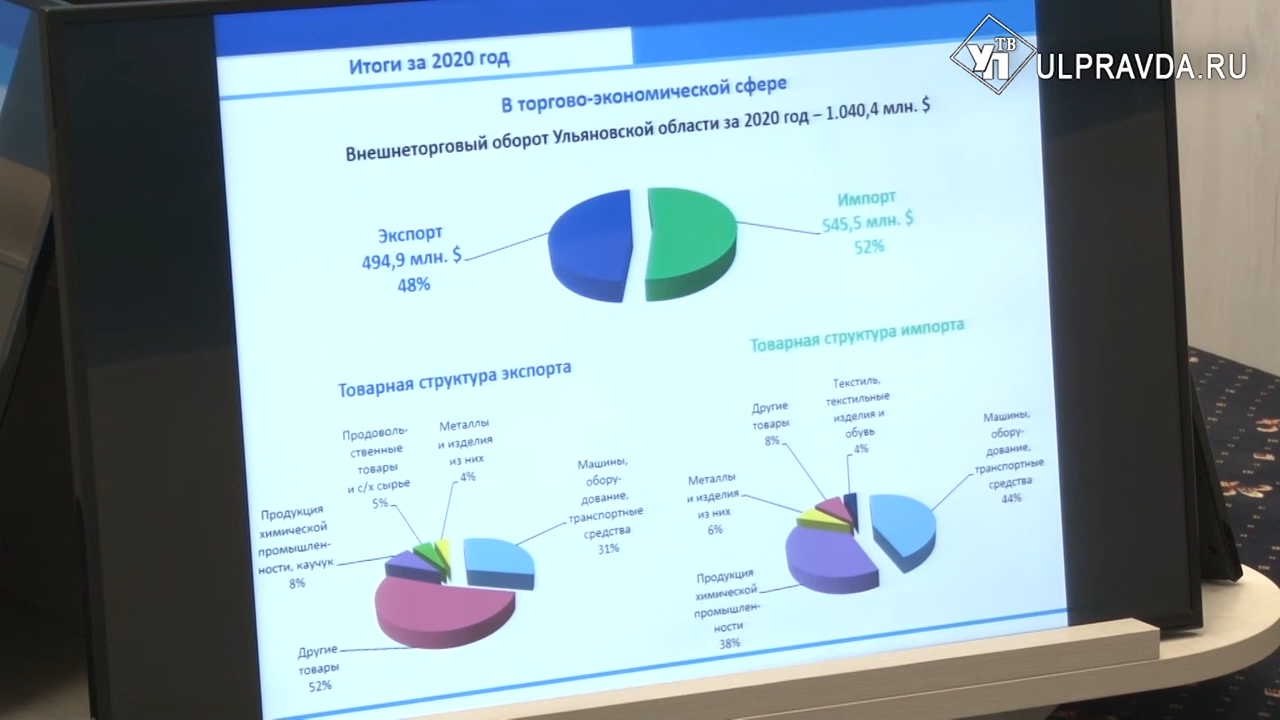 ТВ
УП
ULPRAVDA.RU
Итоги за 2020 год
В торгово-экономической сфере
Внешнеторговый оборот Ульяновской области за 2020 год – 1.040,4 млн. $
Экспорт
494,9 млн. $
48%
Импорт
545,5 млн. $
52%
Товарная структура экспорта
Металлы
и изделия
из них
4%
Продоволь-
ственные
товары
и с/х сырье
5%
Машины,
обору-
дование,
транспортные
средства
31%
Продукция
химической
промышлен-
ности, каучук
8%
Другие
товары
52%
Товарная структура импорта
Текстиль,
текстильные
изделия и
обувь
4%
Другие
товары
8%
Машины,
обору-
дование,
транспортные
средства
44%
Металлы
и изделия
из них
6%
Продукция
химической
промышлен-
ности
38%